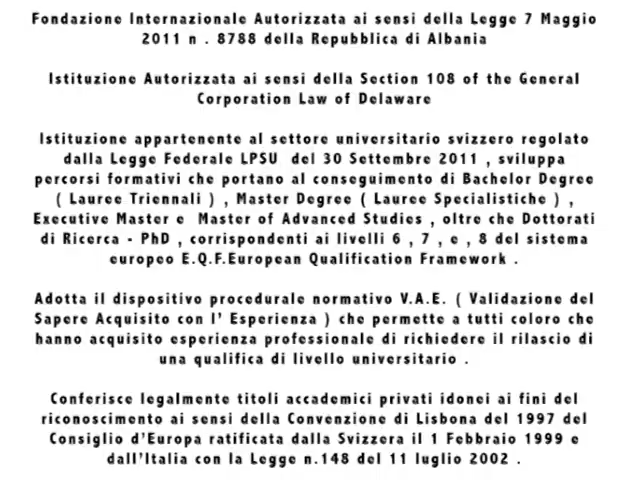 Fondazione Internazionale Autorizzata ai sensi della Legge 7 Maggio
2011 n . 8788 della Repubblica di Albania
Istituzione Autorizzata ai sensi della Section 108 of the General
Corporation Law of Delaware
Istituzione appartenente al settore universitario svizzero regolato
dalla Legge Federale LPSU del 30 Settembre 2011 , sviluppa
percorsi formativi che portano al conseguimento di Bachelor Degree
( Lauree Triennali ) , Master Degree ( Lauree Specialistiche ) ,
Executive Master e Master of Advanced Studies , oltre che Dottorati
di Ricerca - PhD , corrispondenti ai livelli 6 , 7 , e , 8 del sistema
europeo E.Q.F.European Qualification Framework .
Adotta il dispositivo procedurale normativo V.A.E. ( Validazione del
Sapere Acquisito con l' Esperienza ) che permette a tutti coloro che
hanno acquisito esperienza professionale di richiedere il rilascio di
una qualifica di livello universitario .
Conferisce legalmente titoli accademici privati idonei ai fini del
riconoscimento ai sensi della Convenzione di Lisbona del 1997 del
Consiglio d'Europa ratificata dalla Svizzera il 1 Febbraio 1999 e
dall'Italia con la Legge n.148 del 11 luglio 2002 .